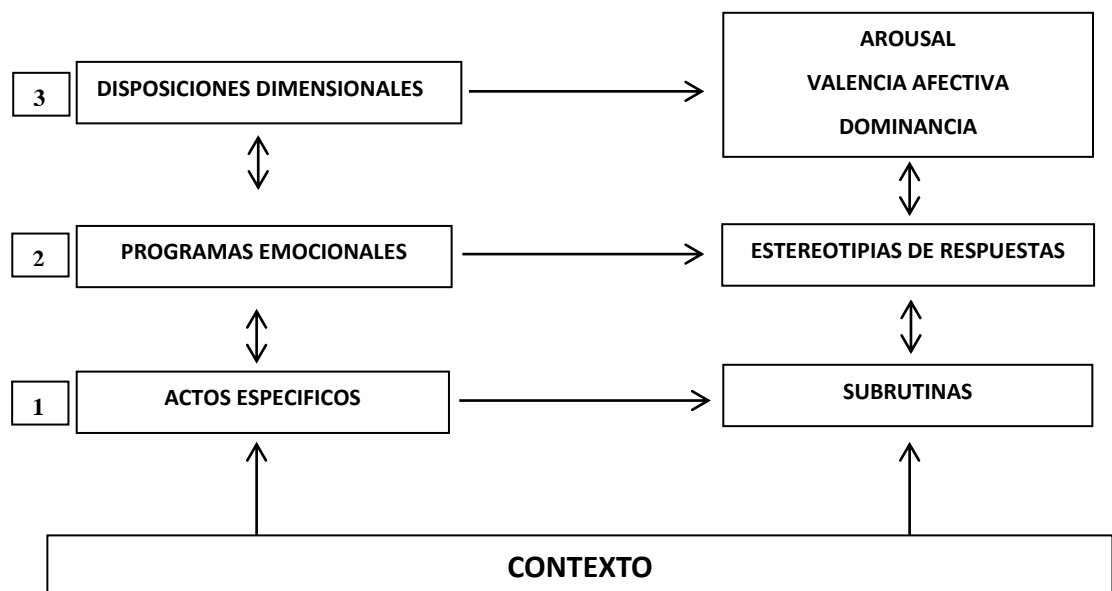 AROUSAL
VALENCIA AFECTIVA
DOMINANCIA
3
DISPOSICIONES DIMENSIONALES
2
PROGRAMAS EMOCIONALES
ESTEREOTIPIAS DE RESPUESTAS
1
ACTOS ESPECIFICOS
SUBRUTINAS
CONTEXTO